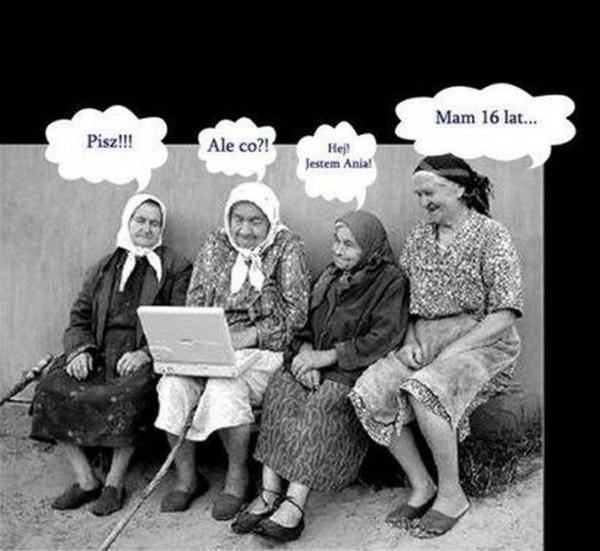 Pisz!!!
Ale co?!
Hej!
Jestem Ania!
Mam 16 lat...